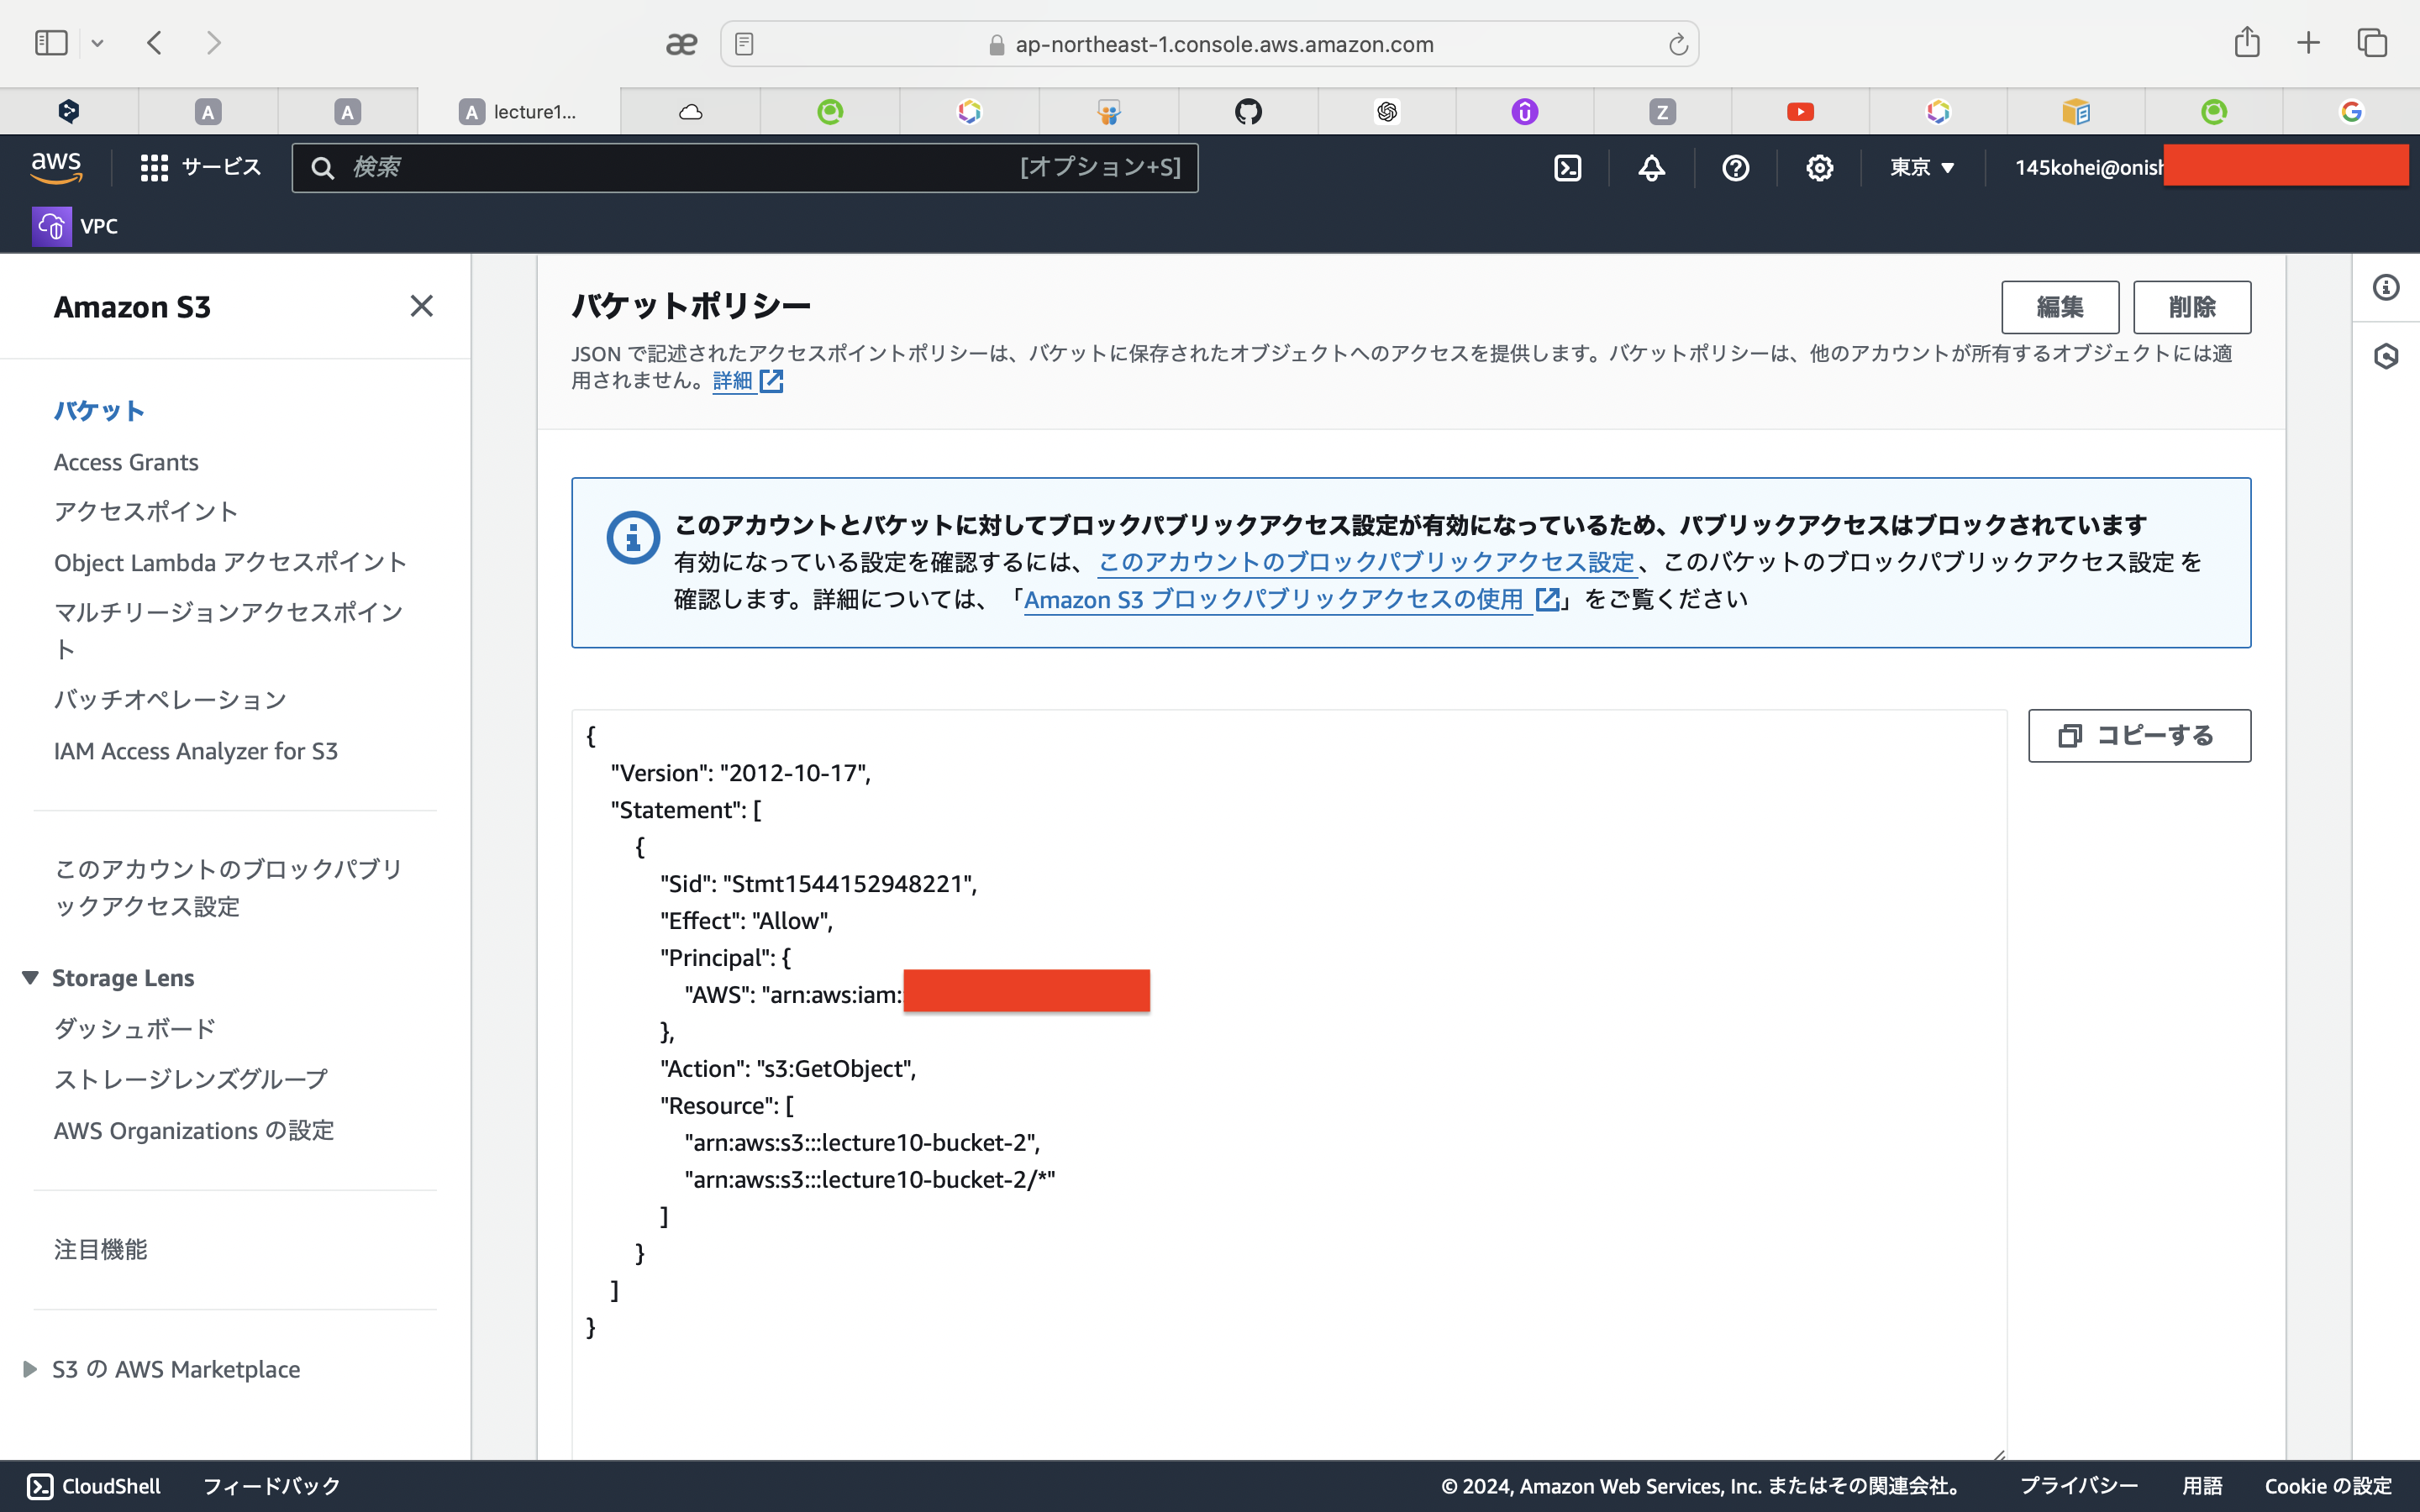 ap-northeast-1.console.aws.amazon.com
A
A
A lecture1...
Z
aws サービス 検索 [オプション+S] 東京 145kohei@onish
VPC
Amazon S3
バケット
Access Grants
アクセスポイント
Object Lambda アクセスポイント
マルチリージョンアクセスポイン
ト
バッチオペレーション
IAM Access Analyzer for S3
このアカウントのブロックパブリ
ックアクセス設定
Storage Lens
ダッシュボード
ストレージレンズグループ
AWS Organizations の設定
注目機能
S3 の AWS Marketplace
バケットポリシー
編集
削除
JSON で記述されたアクセスポイントポリシーは、バケットに保存されたオブジェクトへのアクセスを提供します。バケットポリシーは、他のアカウントが所有するオブジェクトには適
用されません。詳細
このアカウントとバケットに対してブロックパブリックアクセス設定が有効になっているため、パブリックアクセスはブロックされています
有効になっている設定を確認するには、このアカウントのブロックパブリックアクセス設定、このバケットのブロックパブリックアクセス設定 を
確認します。詳細については、「Amazon S3 ブロックパブリックアクセスの使用」をご覧ください
コピーする
{
"Version": "2012-10-17",
"Statement": [
{
"Sid": "Stmt1544152948221",
"Effect": "Allow",
"Principal": {
"AWS": "arn:aws:iam:
},
"Action": "s3:GetObject",
"Resource": [
"arn:aws:s3:::lecture10-bucket-2",
"arn:aws:s3:::lecture10-bucket-2/*"
]
}
]
}
CloudShell フィードバック © 2024, Amazon Web Services, Inc. またはその関連会社。 プライバシー 用語 Cookie の設定